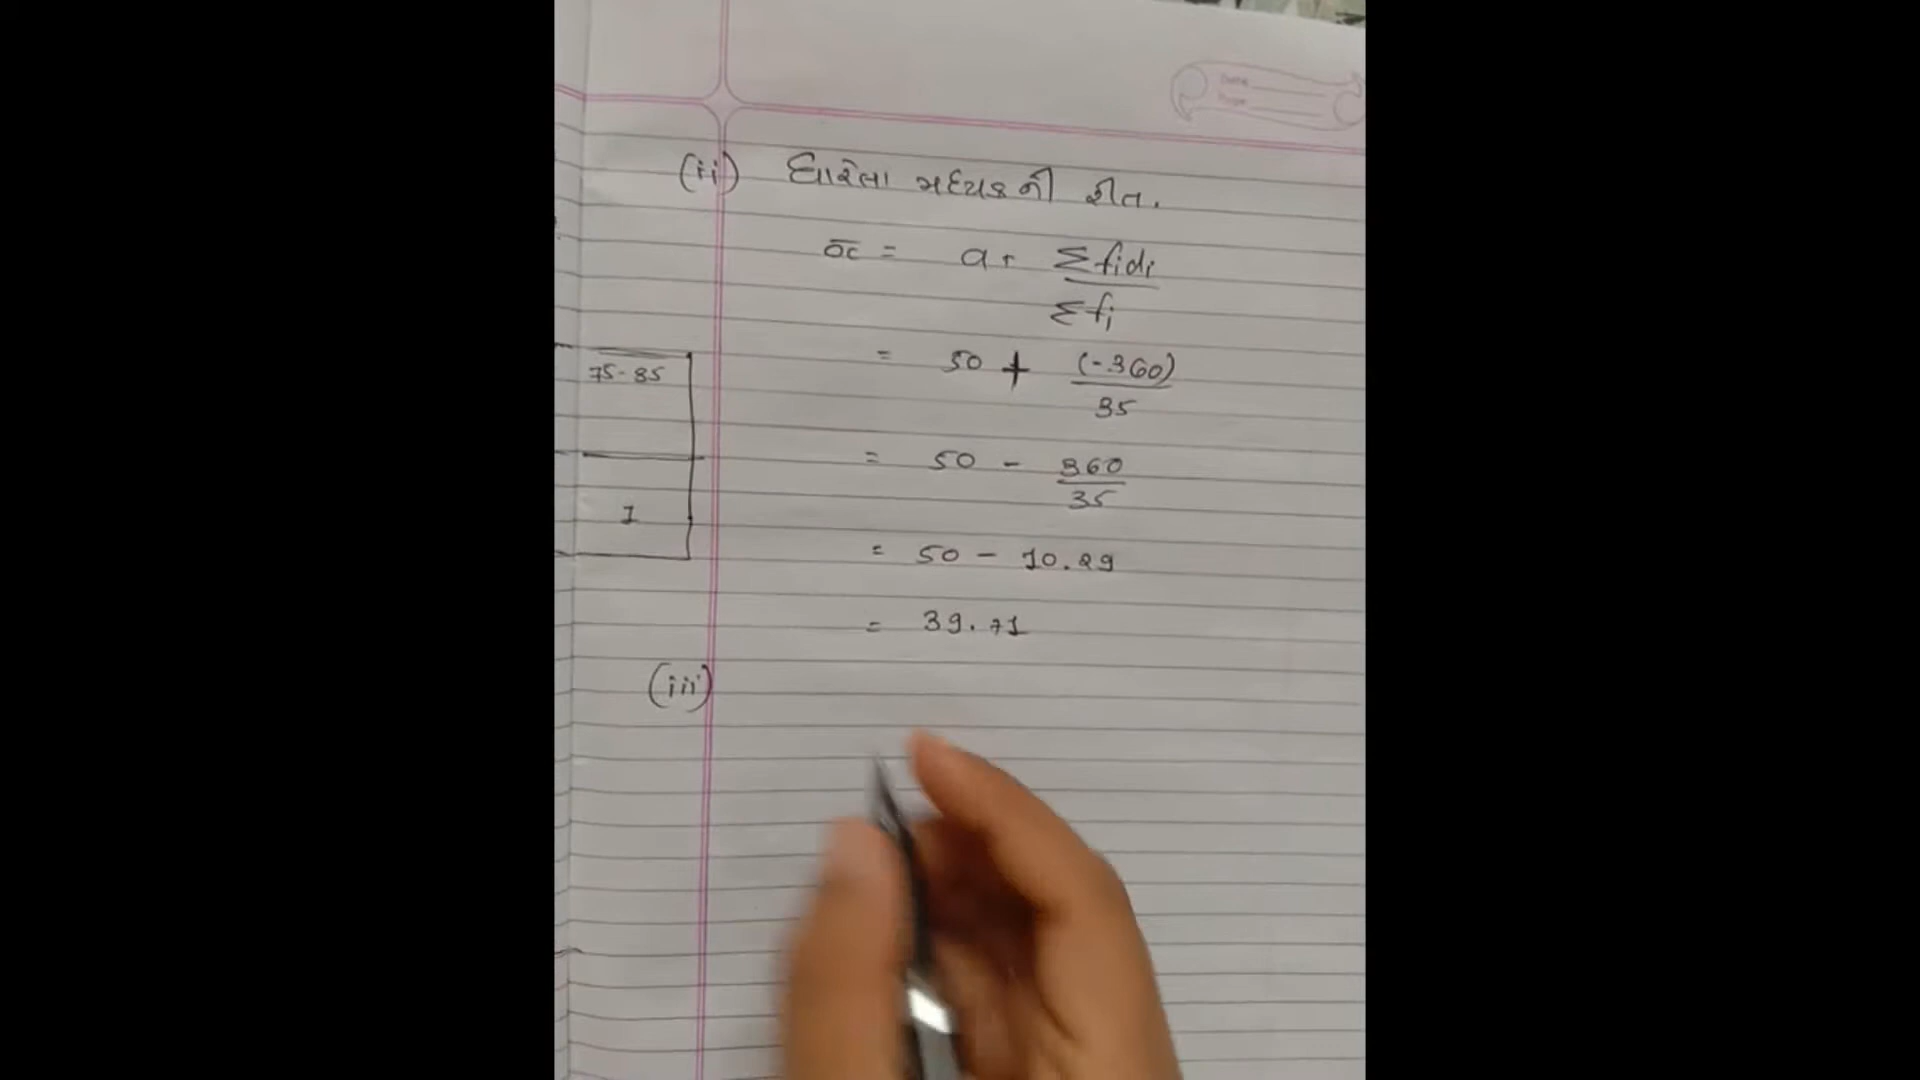 (ii) ધારેલા મધ્યકની રીત.
x̄ = a + Σfidi
Σfi
= 50 + (-360)
35
75-85
= 50 - 360
35
1
= 50 - 10.29
= 39.71
(iii)